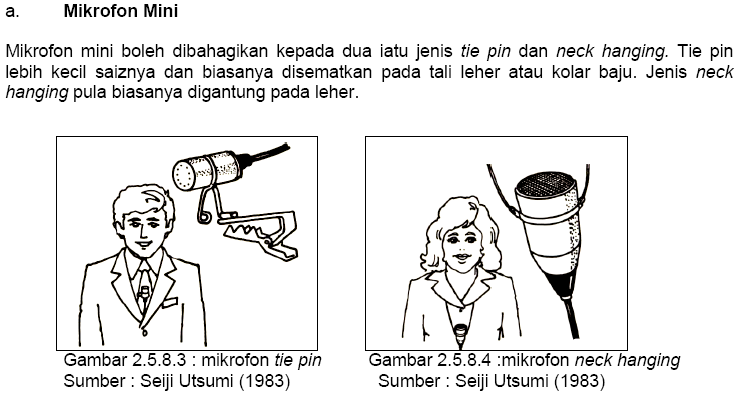 a. Mikrofon Mini
Mikrofon mini boleh dibahagikan kepada dua iatu jenis tie pin dan neck hanging. Tie pin
lebih kecil saiznya dan biasanya disematkan pada tali leher atau kolar baju. Jenis neck
hanging pula biasanya digantung pada leher.
Gambar 2.5.8.3 : mikrofon tie pin
Sumber : Seiji Utsumi (1983)
Gambar 2.5.8.4 :mikrofon neck hanging
Sumber : Seiji Utsumi (1983)